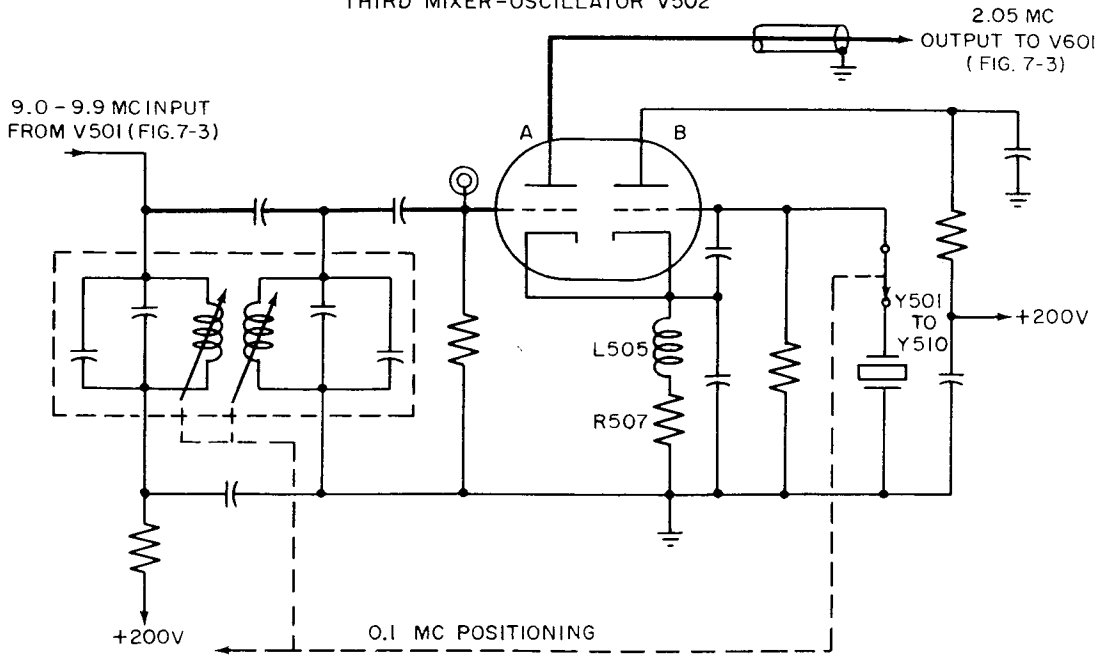 THIRD MIXER-OSCILLATOR V502
2.05 MC
OUTPUT TO V601
(FIG. 7-3)
9.0-9.9 MC INPUT
FROM V501 (FIG. 7-3)
A
B
Y501
TO
Y510
+200V
L505
R507
+200V
0.1 MC POSITIONING